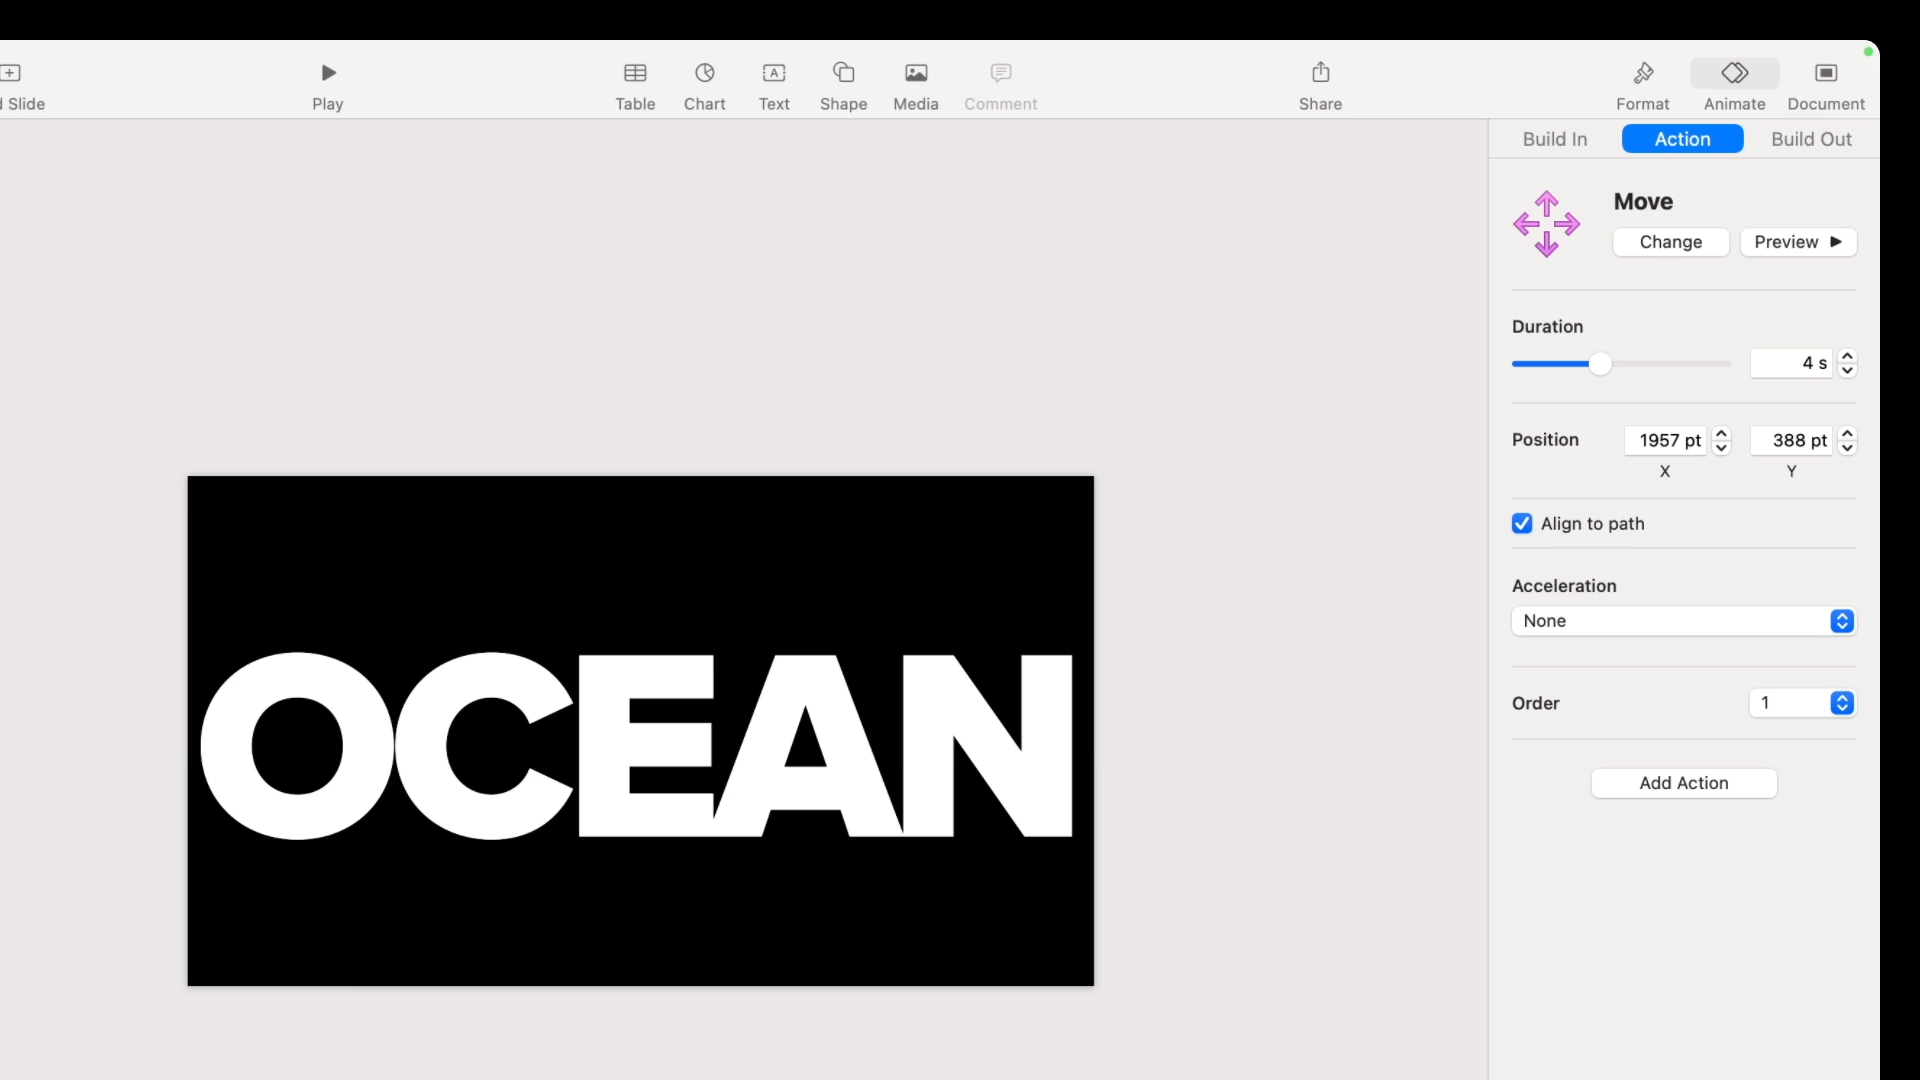 Slide
Play
Table
Chart
Text
Shape
Media
Comment
Share
Format
Animate
Document
Build In
Action
Build Out
Move
Change
Preview
Duration
4 s
Position
1957 pt
388 pt
X
Y
Align to path
Acceleration
None
Order
1
Add Action
OCEAN